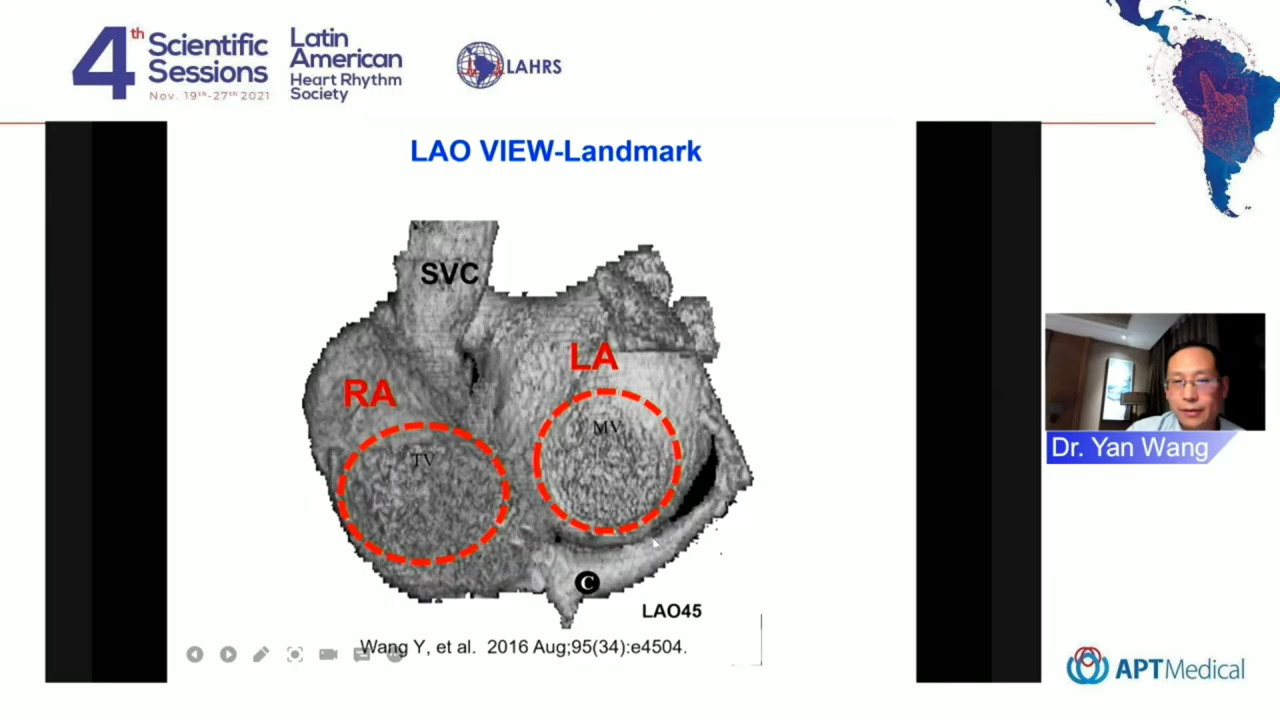 4th Scientific Sessions
Nov. 19th-27th 2021
Latin American
Heart Rhythm Society
LAHRS
LAO VIEW-Landmark
SVC
LA
RA
MV
TV
C
LAO45
Wang Y, et al. 2016 Aug;95(34):e4504.
Dr. Yan Wang
APTMedical